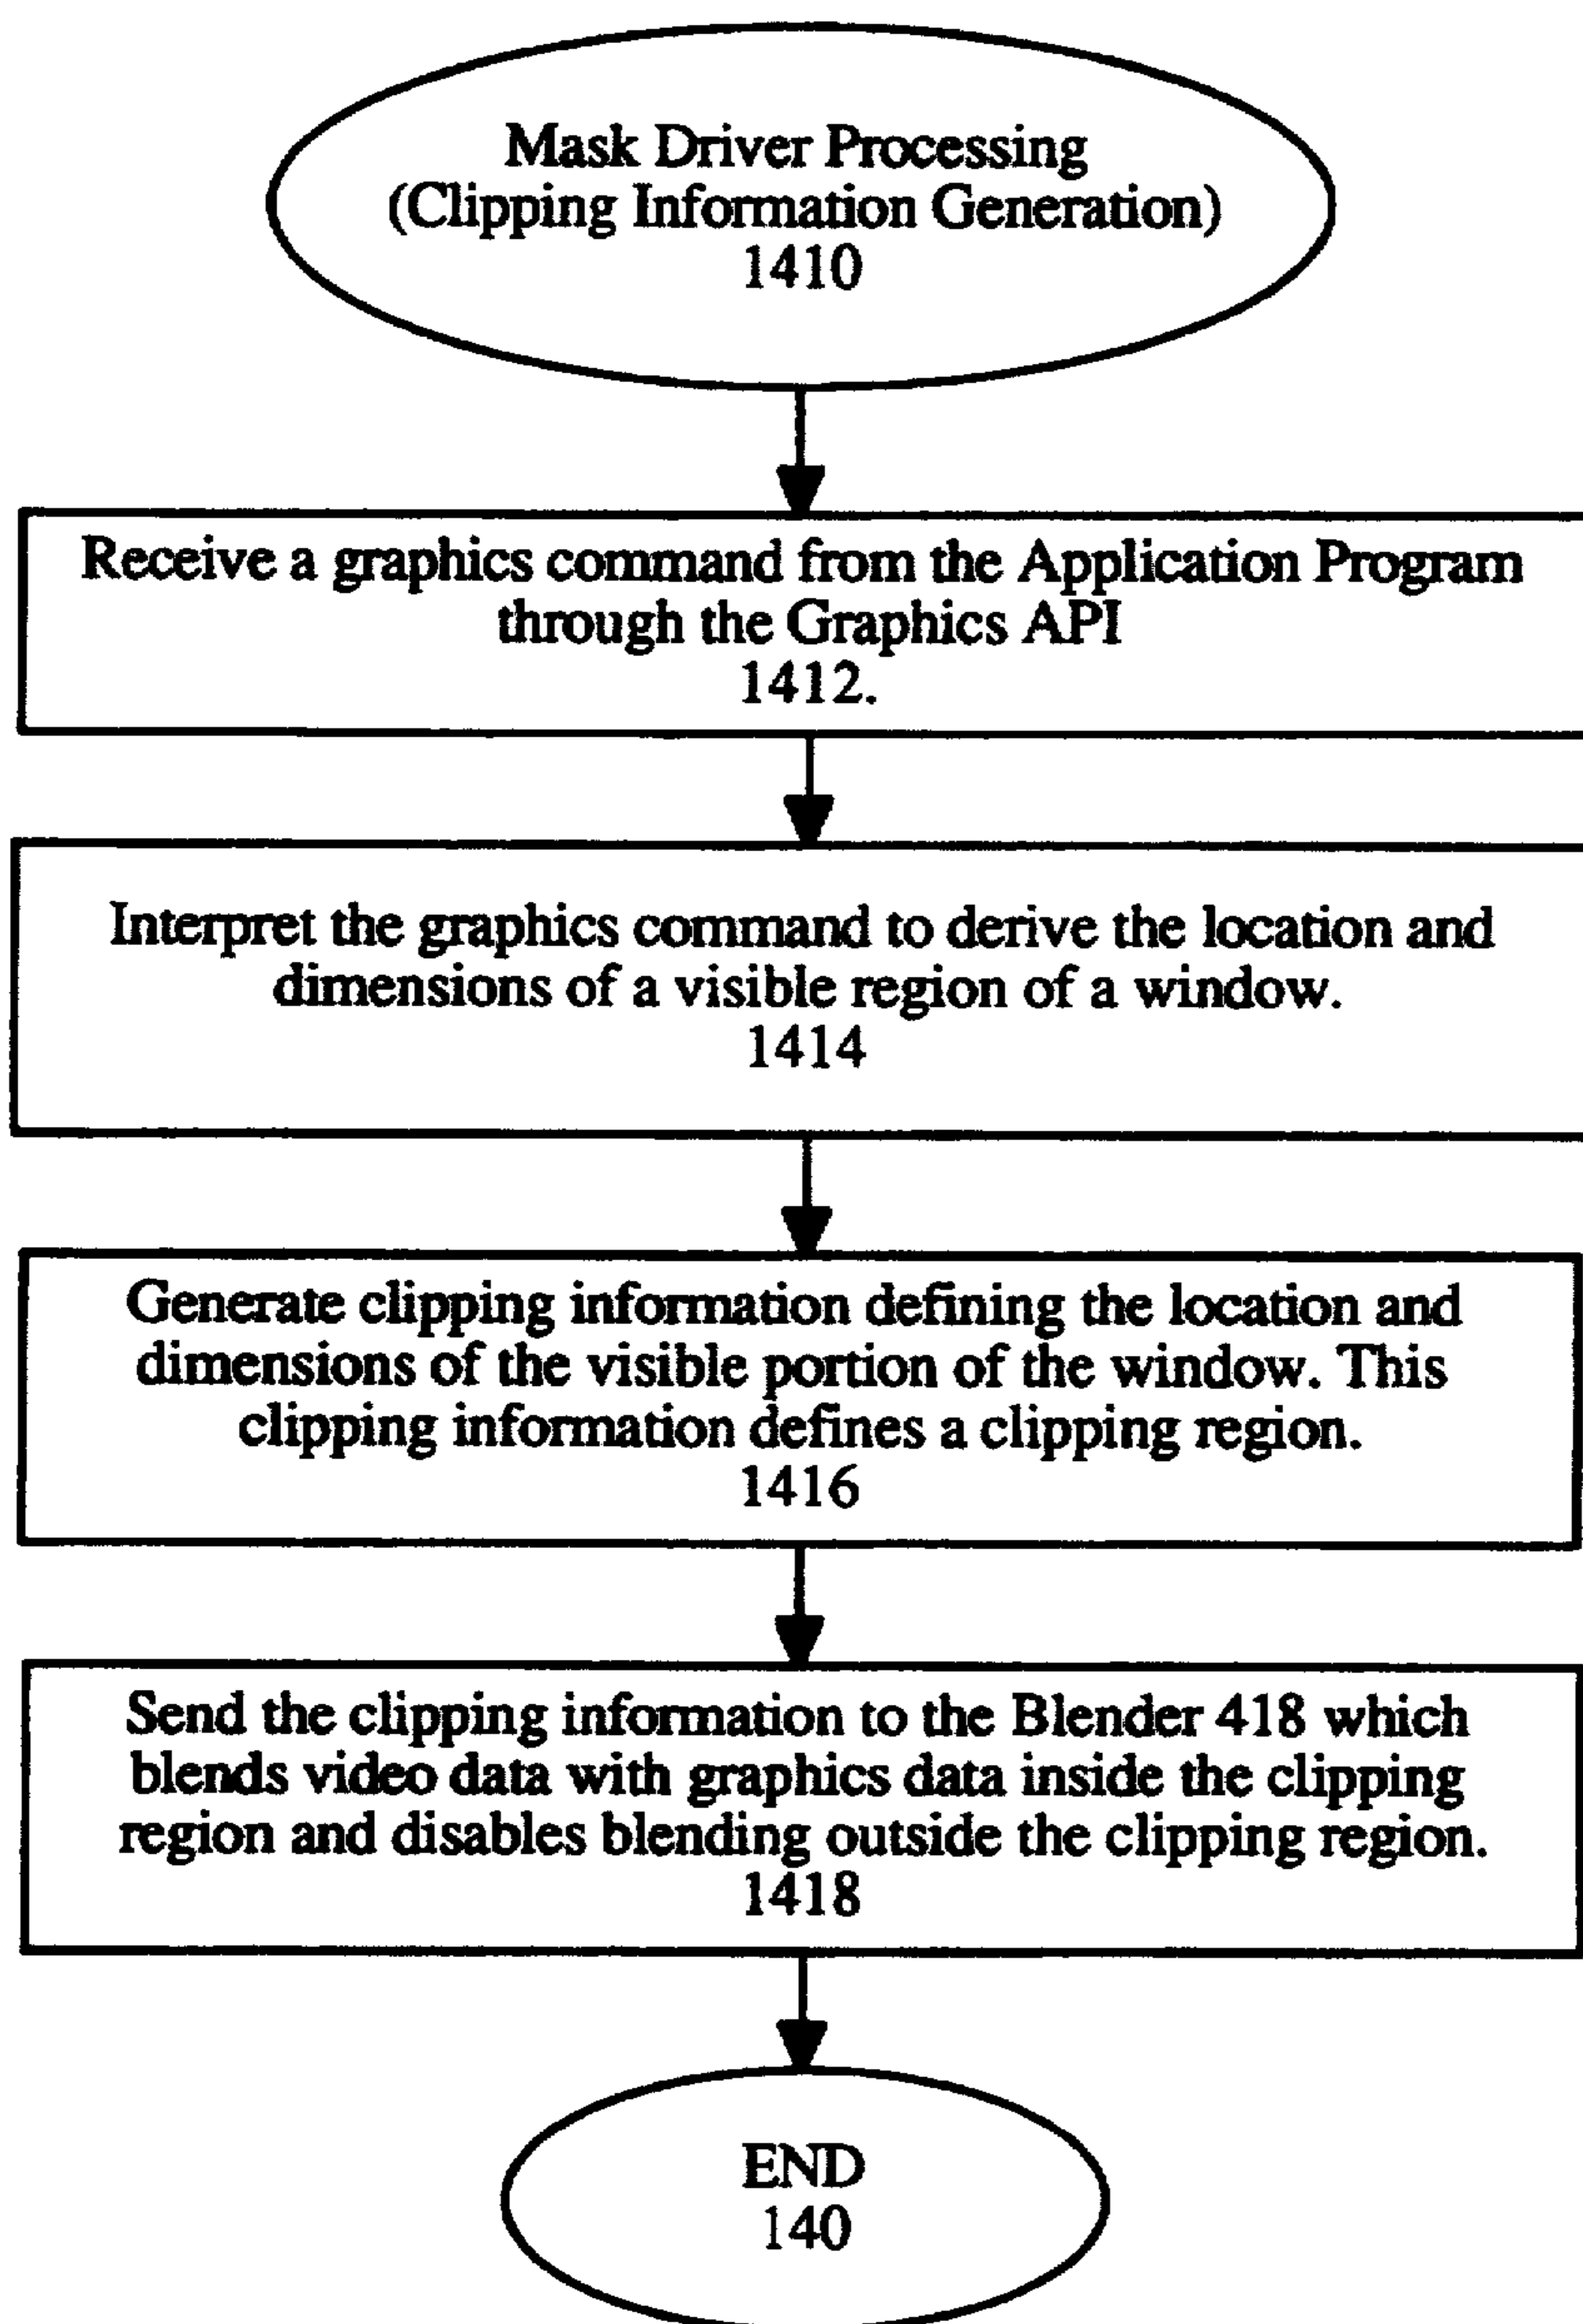 Mask Driver Processing
(Clipping Information Generation)
1410
Receive a graphics command from the Application Program
through the Graphics API
1412.
Interpret the graphics command to derive the location and
dimensions of a visible region of a window.
1414
Generate clipping information defining the location and
dimensions of the visible portion of the window. This
clipping information defines a clipping region.
1416
Send the clipping information to the Blender 418 which
blends video data with graphics data inside the clipping
region and disables blending outside the clipping region.
1418
END
140